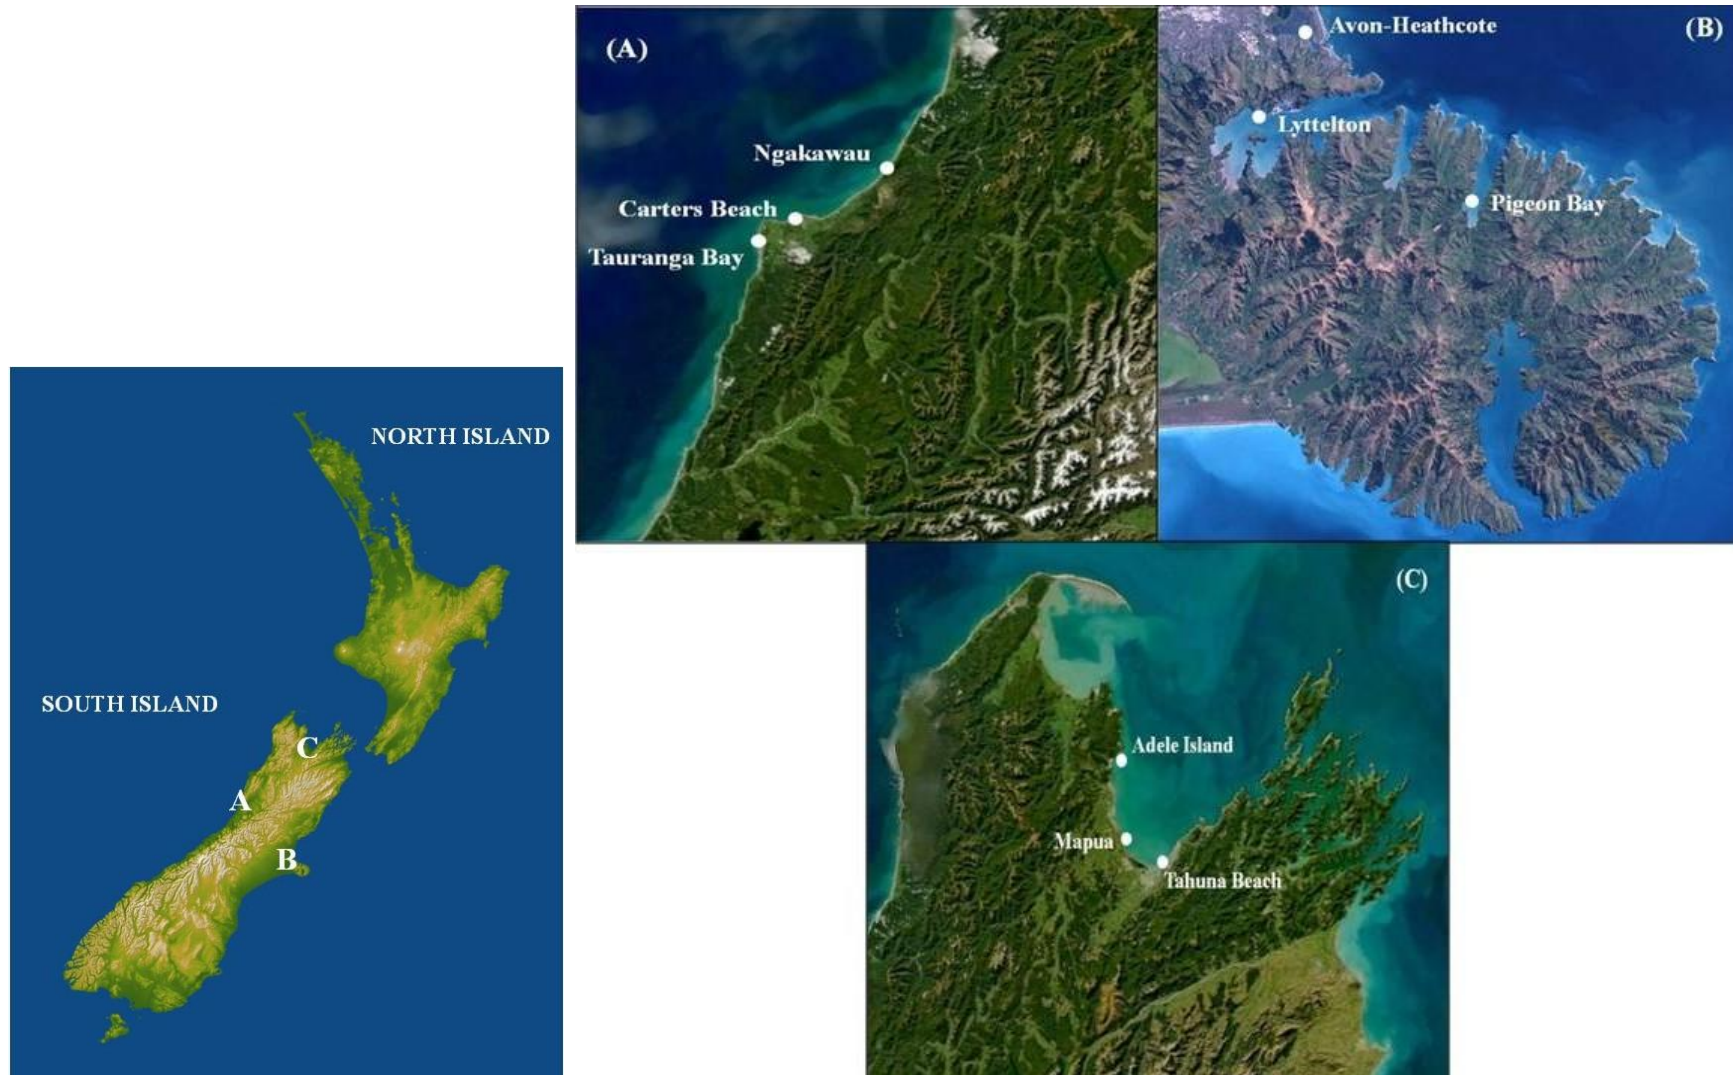 NORTH ISLAND
SOUTH ISLAND
C
A
B
(A)
Ngakawau
Carters Beach
Tauranga Bay
(B)
Avon-Heathcote
Lyttelton
Pigeon Bay
(C)
Adele Island
Mapua
Tahuna Beach